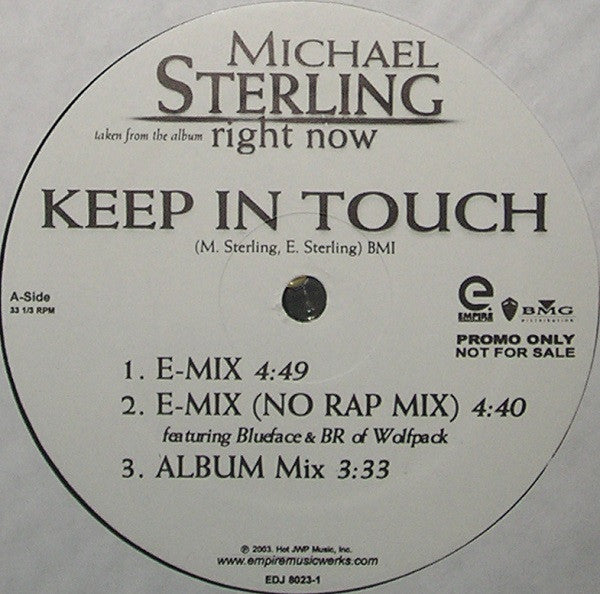 MICHAEL
STERLING
taken from the album right now
KEEP IN TOUCH
(M. Sterling, E. Sterling) BMI
A-Side
33 1/3 RPM
e.
EMPIRE
BMG
DISTRIBUTION
PROMO ONLY
NOT FOR SALE
1. E-MIX 4:49
2. E-MIX (NO RAP MIX) 4:40
featuring Blueface & BR of Wolfpack
3. ALBUM Mix 3:33
℗ 2003. Hot JWP Music, Inc.
www.empiremusicwerks.com
EDJ 8023-1